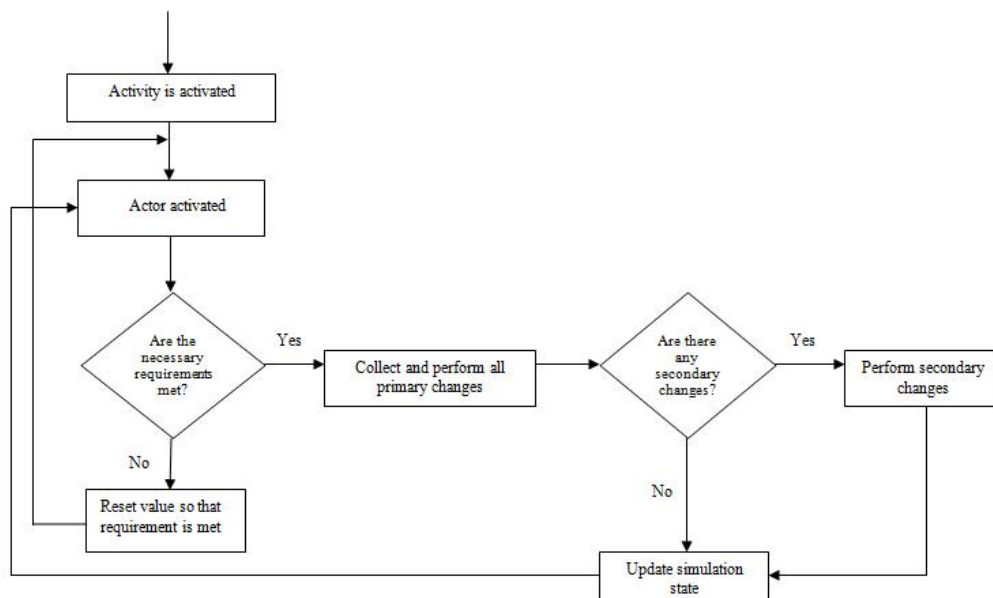 Activity is activated
Actor activated
Are the
necessary
requirements
met?
Yes
Collect and perform all
primary changes
Are there
any
secondary
changes?
Yes
Perform secondary
changes
No
Reset value so that
requirement is met
No
Update simulation
state